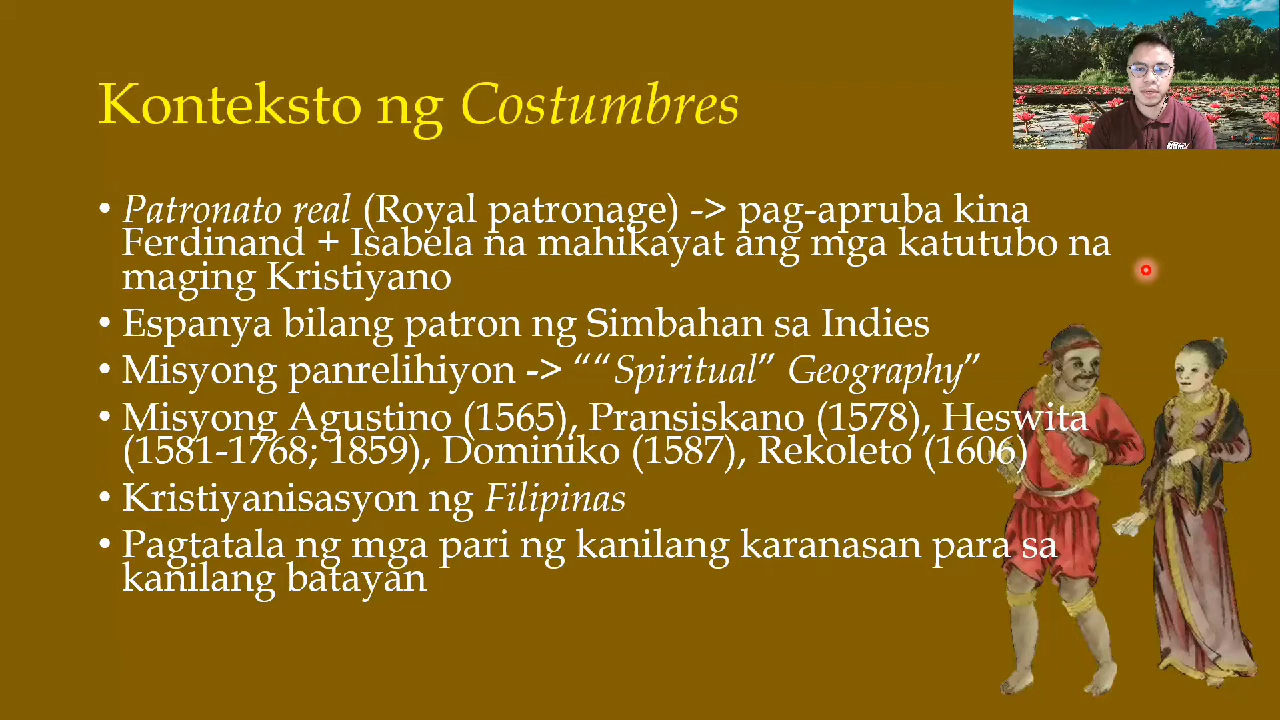 Konteksto ng Costumbres
• Patronato real (Royal patronage) -> pag-apruba kina
Ferdinand + Isabela na mahikayat ang mga katutubo na
maging Kristiyano
• Espanya bilang patron ng Simbahan sa Indies
• Misyong panrelihiyon -> ““Spiritual” Geography”
• Misyong Agustino (1565), Pransiskano (1578), Heswita
(1581-1768; 1859), Dominiko (1587), Rekoleto (1606)
• Kristiyanisasyon ng Filipinas
• Pagtatala ng mga pari ng kanilang karanasan para sa
kanilang batayan